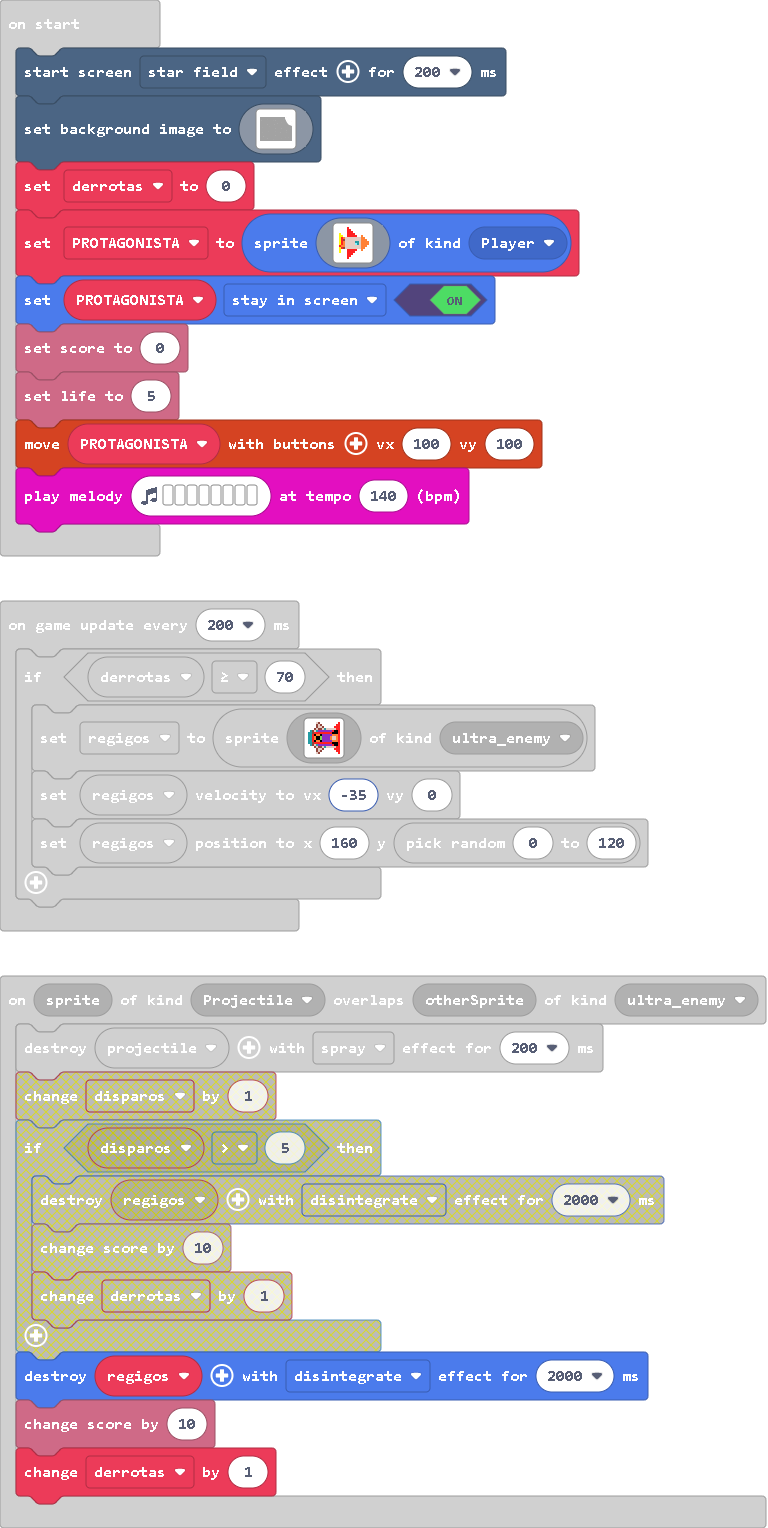 on start
start screen star field effect for 200 ms
set background image to
set derrotas to 0
set PROTAGONISTA to sprite of kind Player
set PROTAGONISTA stay in screen ON
set score to 0
set life to 5
move PROTAGONISTA with buttons vx 100 vy 100
play melody at tempo 140 (bpm)
on game update every 200 ms
if derrotas ≥ 70 then
set regigos to sprite of kind ultra_enemy
set regigos velocity to vx -35 vy 0
set regigos position to x 160 y pick random 0 to 120
on sprite of kind Projectile overlaps otherSprite of kind ultra_enemy
destroy projectile with spray effect for 200 ms
change disparos by 1
if disparos > 5 then
destroy regigos with disintegrate effect for 2000 ms
change score by 10
change derrotas by 1
destroy regigos with disintegrate effect for 2000 ms
change score by 10
change derrotas by 1